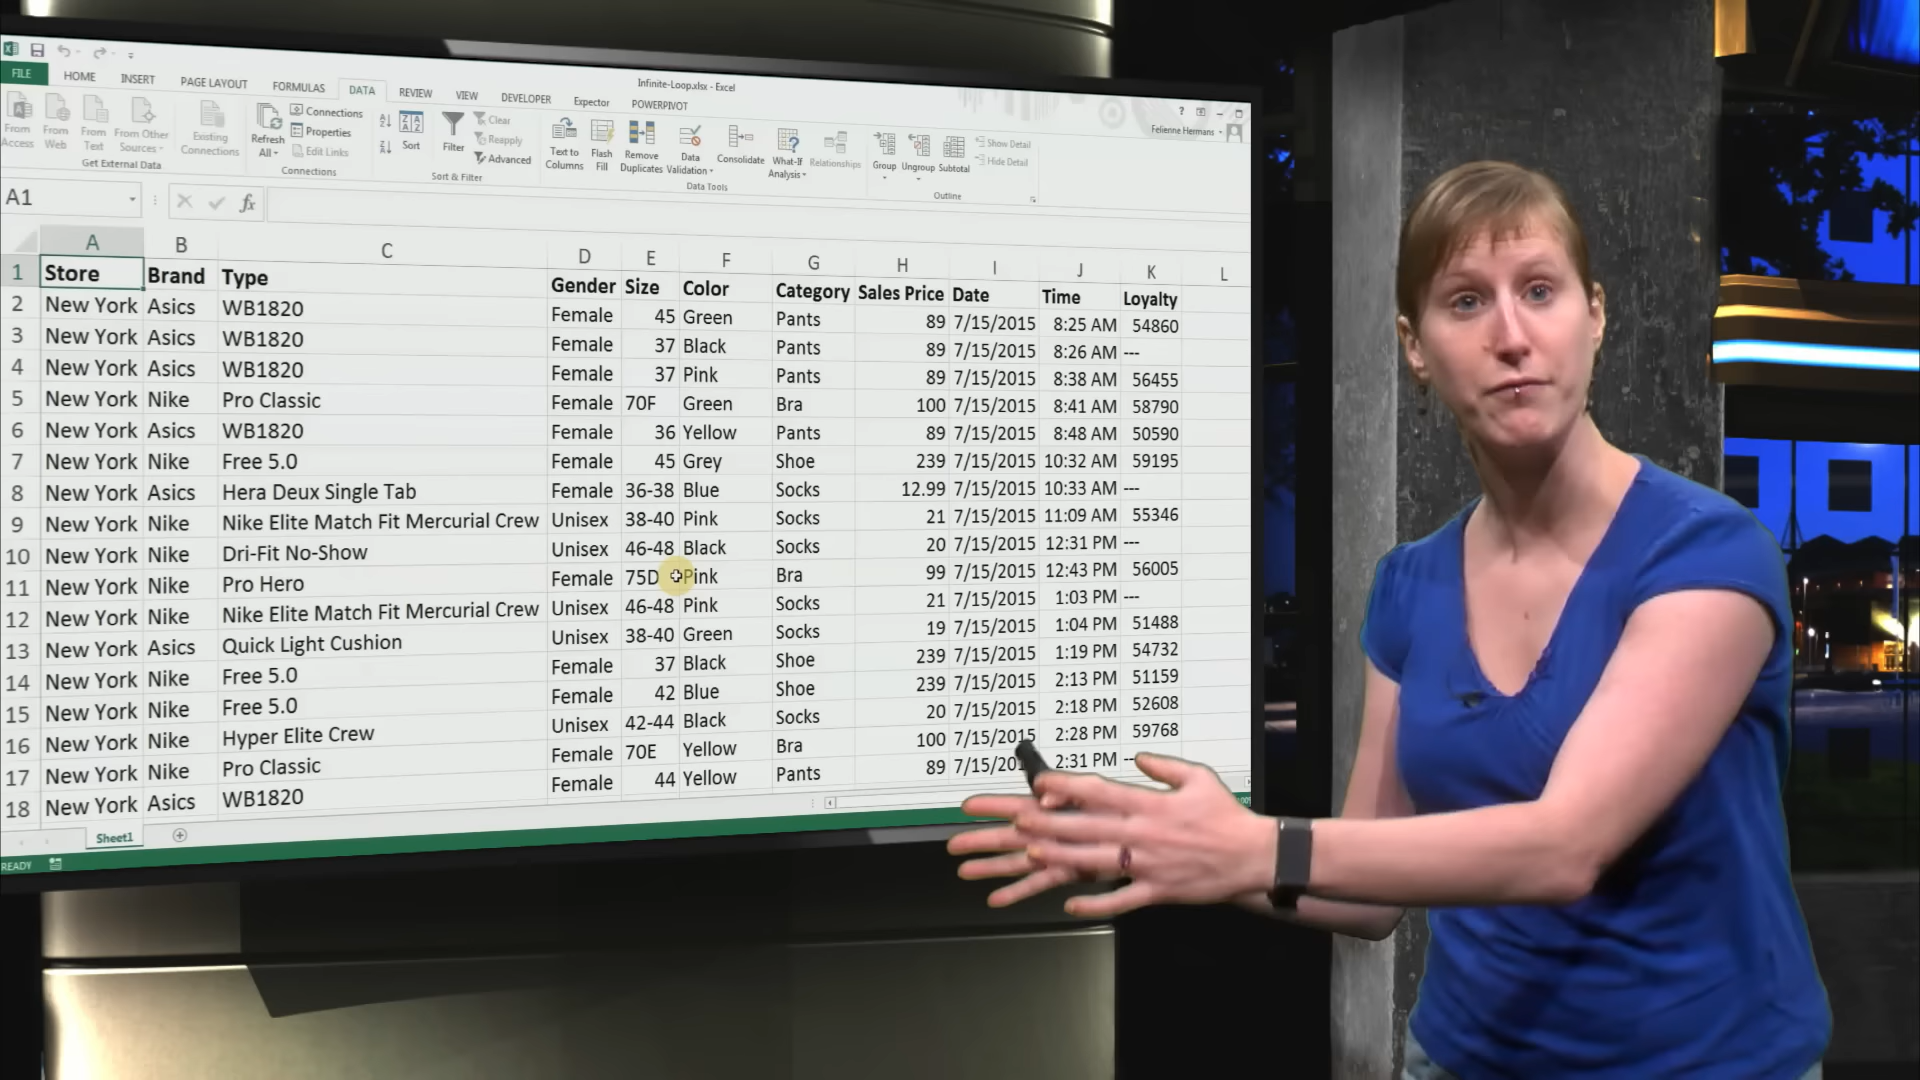 Infinite-Loop.xlsx - Excel
FILE HOME INSERT PAGE LAYOUT FORMULAS DATA REVIEW VIEW DEVELOPER Expector POWERPIVOT
Felienne Hermans
From Access
From Web
From Text
From Other Sources
Existing Connections
Get External Data
Refresh All
Connections
Properties
Edit Links
Connections
Sort
Filter
Clear
Reapply
Advanced
Sort & Filter
Text to Columns
Flash Fill
Remove Duplicates
Data Validation
Consolidate
What-If Analysis
Relationships
Data Tools
Group
Ungroup
Subtotal
Show Detail
Hide Detail
Outline
A1 fx
A B C D E F G H I J K L
1 Store Brand Type Gender Size Color Category Sales Price Date Time Loyalty
2 New York Asics WB1820 Female 45 Green Pants 89 7/15/2015 8:25 AM 54860
3 New York Asics WB1820 Female 37 Black Pants 89 7/15/2015 8:26 AM ---
4 New York Asics WB1820 Female 37 Pink Pants 89 7/15/2015 8:38 AM 56455
5 New York Nike Pro Classic Female 70F Green Bra 100 7/15/2015 8:41 AM 58790
6 New York Asics WB1820 Female 36 Yellow Pants 89 7/15/2015 8:48 AM 50590
7 New York Nike Free 5.0 Female 45 Grey Shoe 239 7/15/2015 10:32 AM 59195
8 New York Asics Hera Deux Single Tab Female 36-38 Blue Socks 12.99 7/15/2015 10:33 AM ---
9 New York Nike Nike Elite Match Fit Mercurial Crew Unisex 38-40 Pink Socks 21 7/15/2015 11:09 AM 55346
10 New York Nike Dri-Fit No-Show Unisex 46-48 Black Socks 20 7/15/2015 12:31 PM ---
11 New York Nike Pro Hero Female 75D Pink Bra 99 7/15/2015 12:43 PM 56005
12 New York Nike Nike Elite Match Fit Mercurial Crew Unisex 46-48 Pink Socks 21 7/15/2015 1:03 PM ---
13 New York Asics Quick Light Cushion Unisex 38-40 Green Socks 19 7/15/2015 1:04 PM 51488
14 New York Nike Free 5.0 Female 37 Black Shoe 239 7/15/2015 1:19 PM 54732
15 New York Nike Free 5.0 Female 42 Blue Shoe 239 7/15/2015 2:13 PM 51159
16 New York Nike Hyper Elite Crew Unisex 42-44 Black Socks 20 7/15/2015 2:18 PM 52608
17 New York Nike Pro Classic Female 70E Yellow Bra 100 7/15/2015 2:28 PM 59768
18 New York Asics WB1820 Female 44 Yellow Pants 89 7/15/201 2:31 PM --
Sheet1
READY